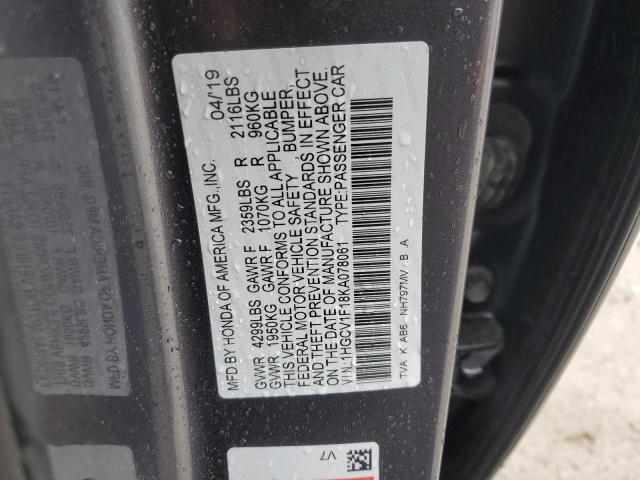 MFD.BY HONDA OF AMERICA MFG.,INC. 04/19
GVWR 4299LBS GAWR F 2359LBS R 2116LBS
GVWR 1950KG GAWR F 1070KG R 960KG
THIS VEHICLE CONFORMS TO ALL APPLICABLE
FEDERAL MOTOR VEHICLE SAFETY , BUMPER,
AND THEFT PREVENTION STANDARDS IN EFFECT
ON THE DATE OF MANUFACTURE SHOWN ABOVE.
V I N: 1HGCV1F18KA078061 TYPE:PASSENGER CAR
TVA K AB6 NH797MV : B .A
V7